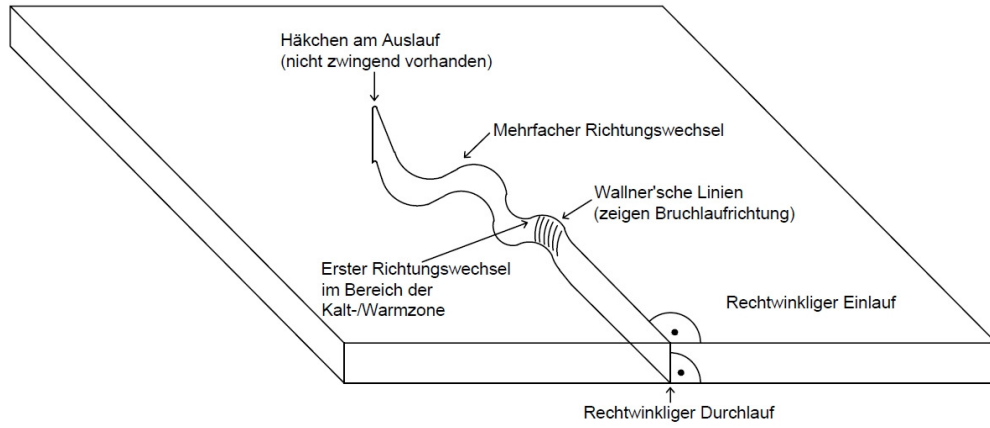 Häkchen am Auslauf
(nicht zwingend vorhanden)
Mehrfacher Richtungswechsel
Wallner'sche Linien
(zeigen Bruchlaufrichtung)
Erster Richtungswechsel
im Bereich der
Kalt-/Warmzone
Rechtwinkliger Einlauf
Rechtwinkliger Durchlauf